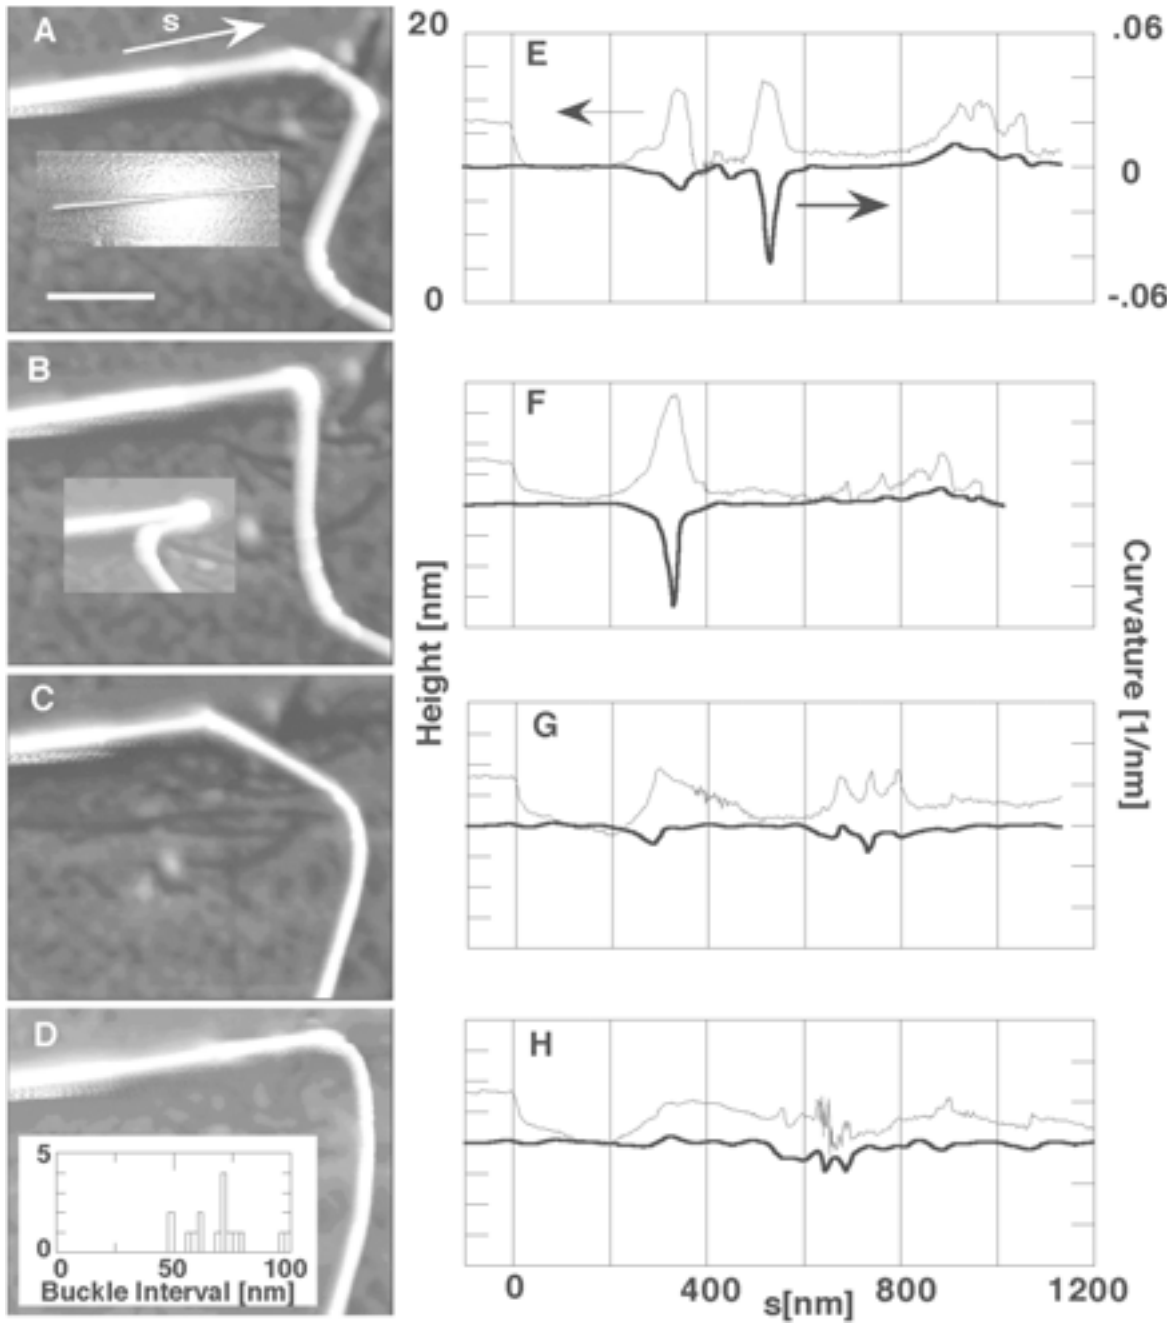 A
s
B
C
D
5
0
0 50 100
Buckle Interval [nm]
20
0
E
.06
0
-.06
F
Height [nm]
Curvature [1/nm]
G
H
0 400 800 1200
s[nm]